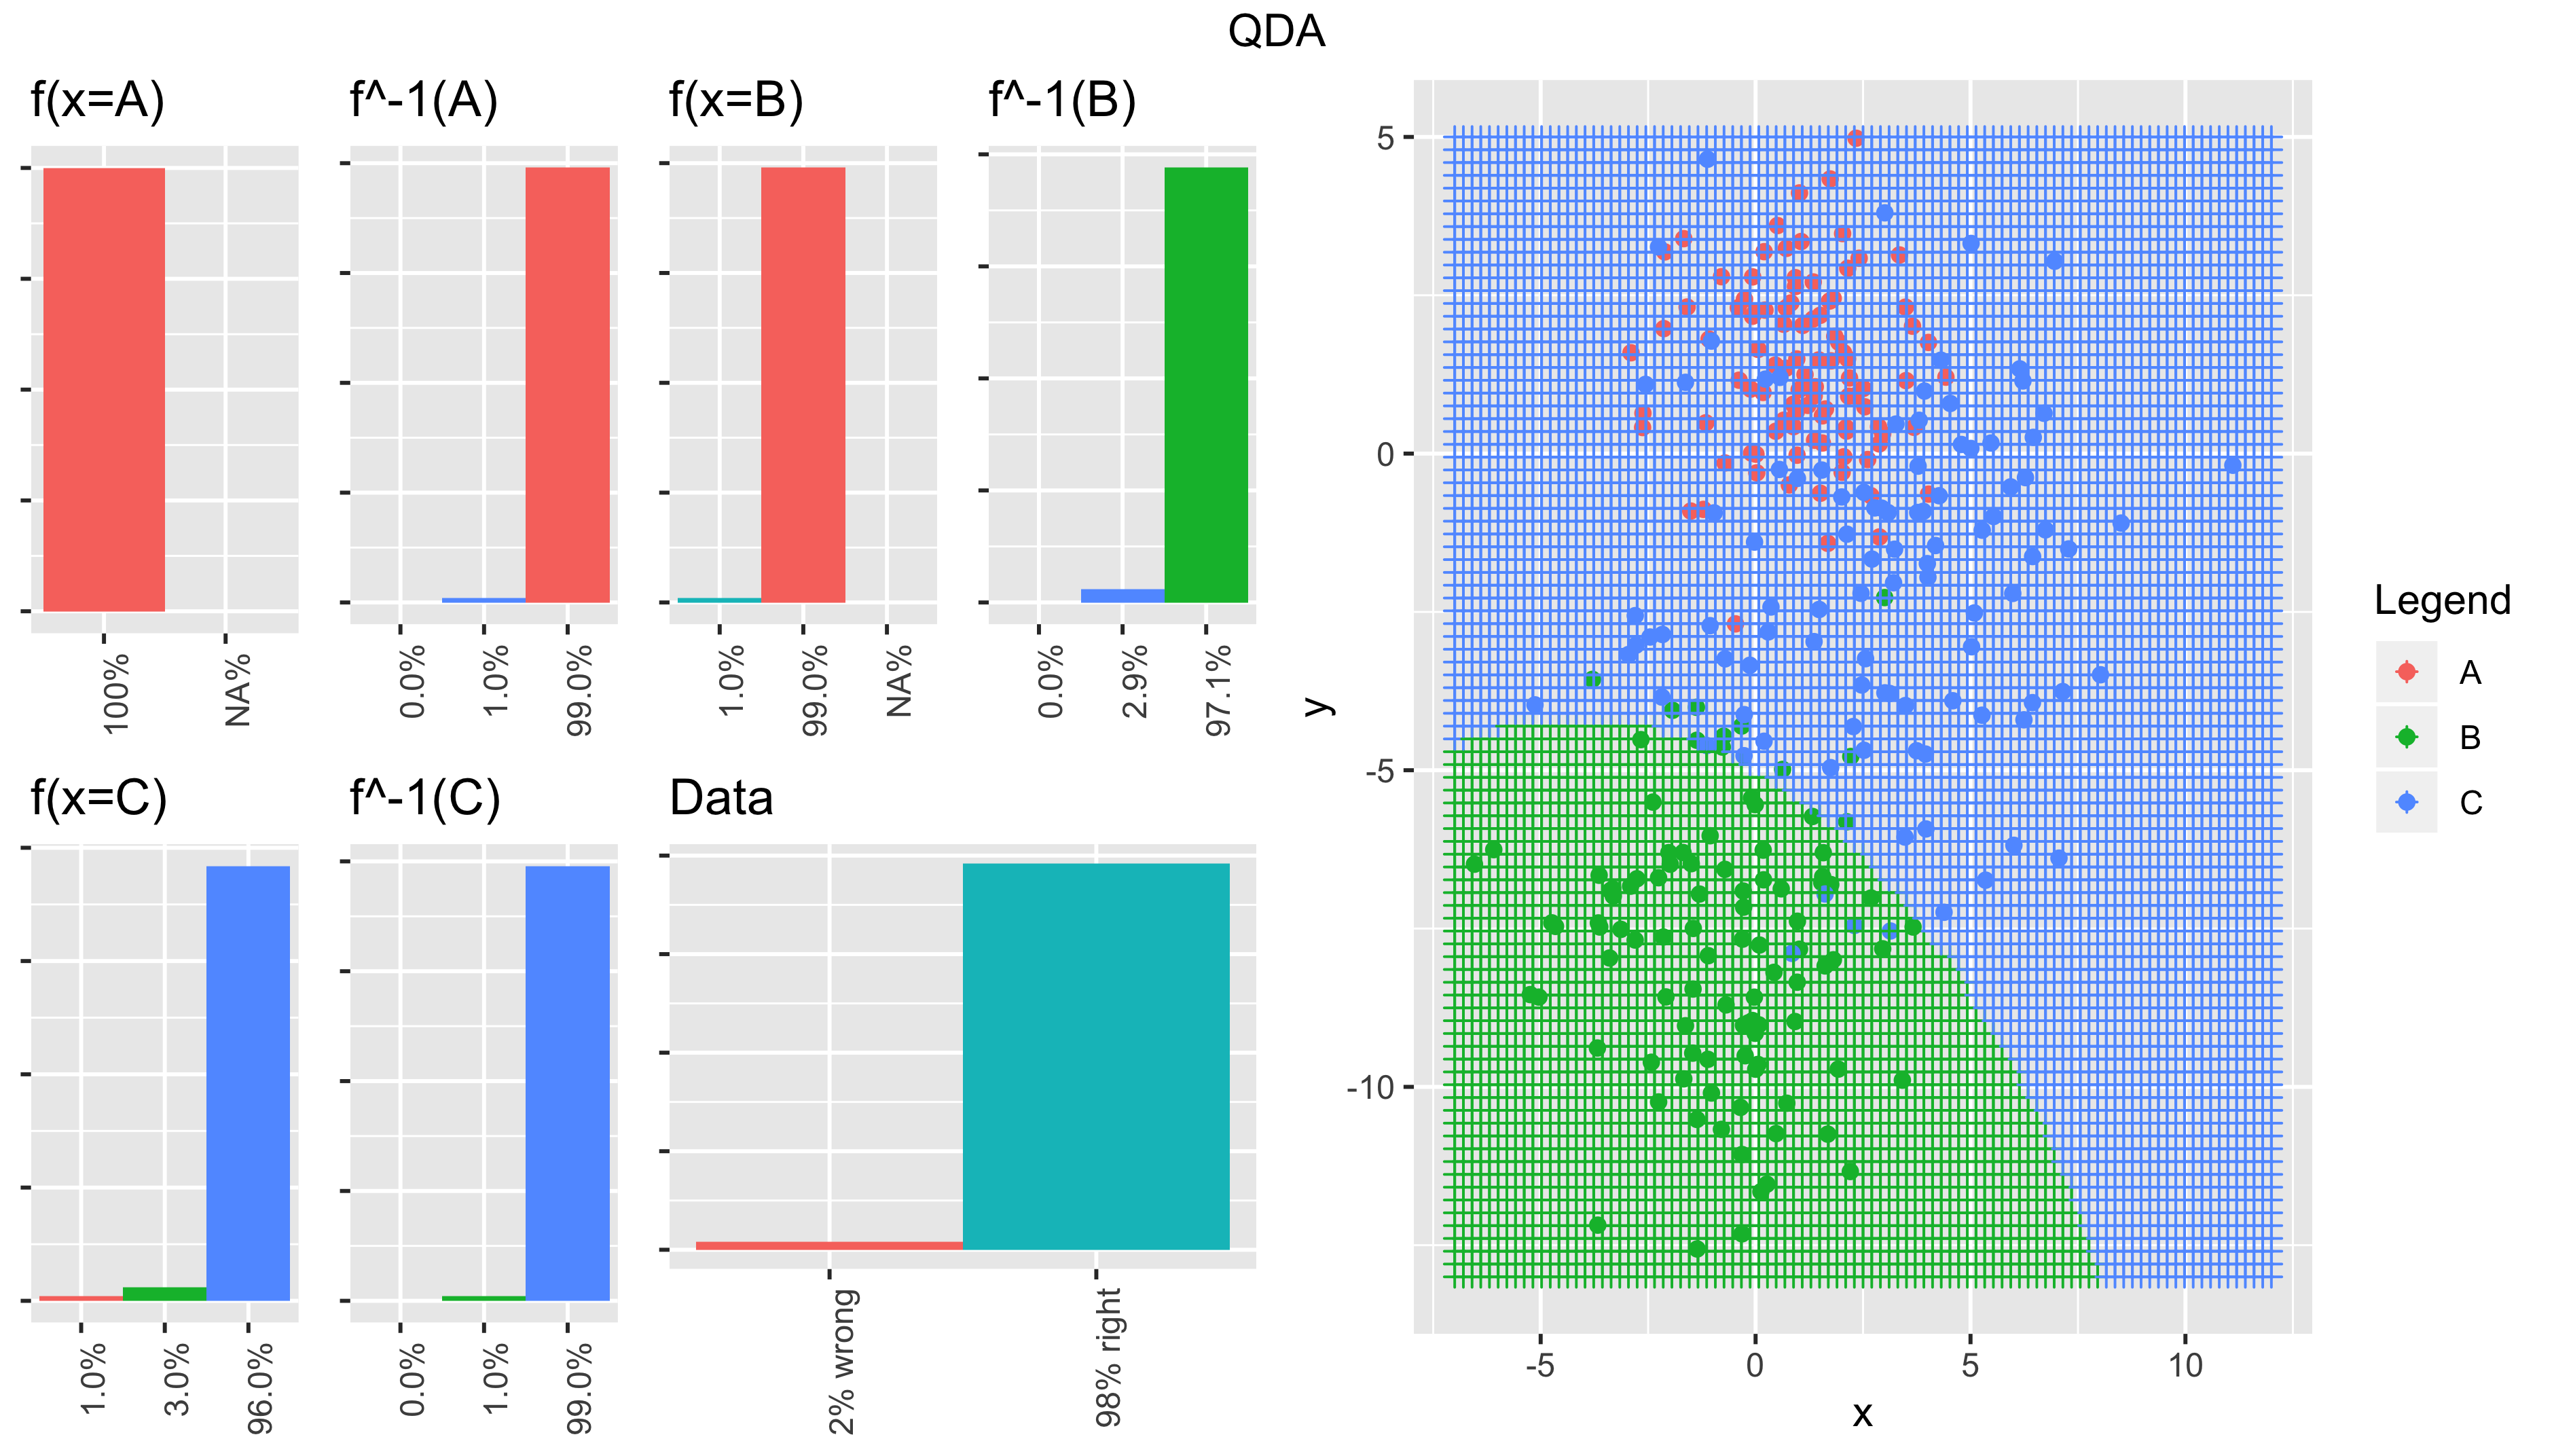 QDA
f(x=A)
100%
NA%
f^-1(A)
0.0%
1.0%
99.0%
f(x=B)
1.0%
99.0%
NA%
f^-1(B)
0.0%
2.9%
97.1%
f(x=C)
1.0%
3.0%
96.0%
f^-1(C)
0.0%
1.0%
99.0%
Data
2% wrong
98% right
y
5
0
-5
-10
-5
0
5
10
x
Legend
A
B
C